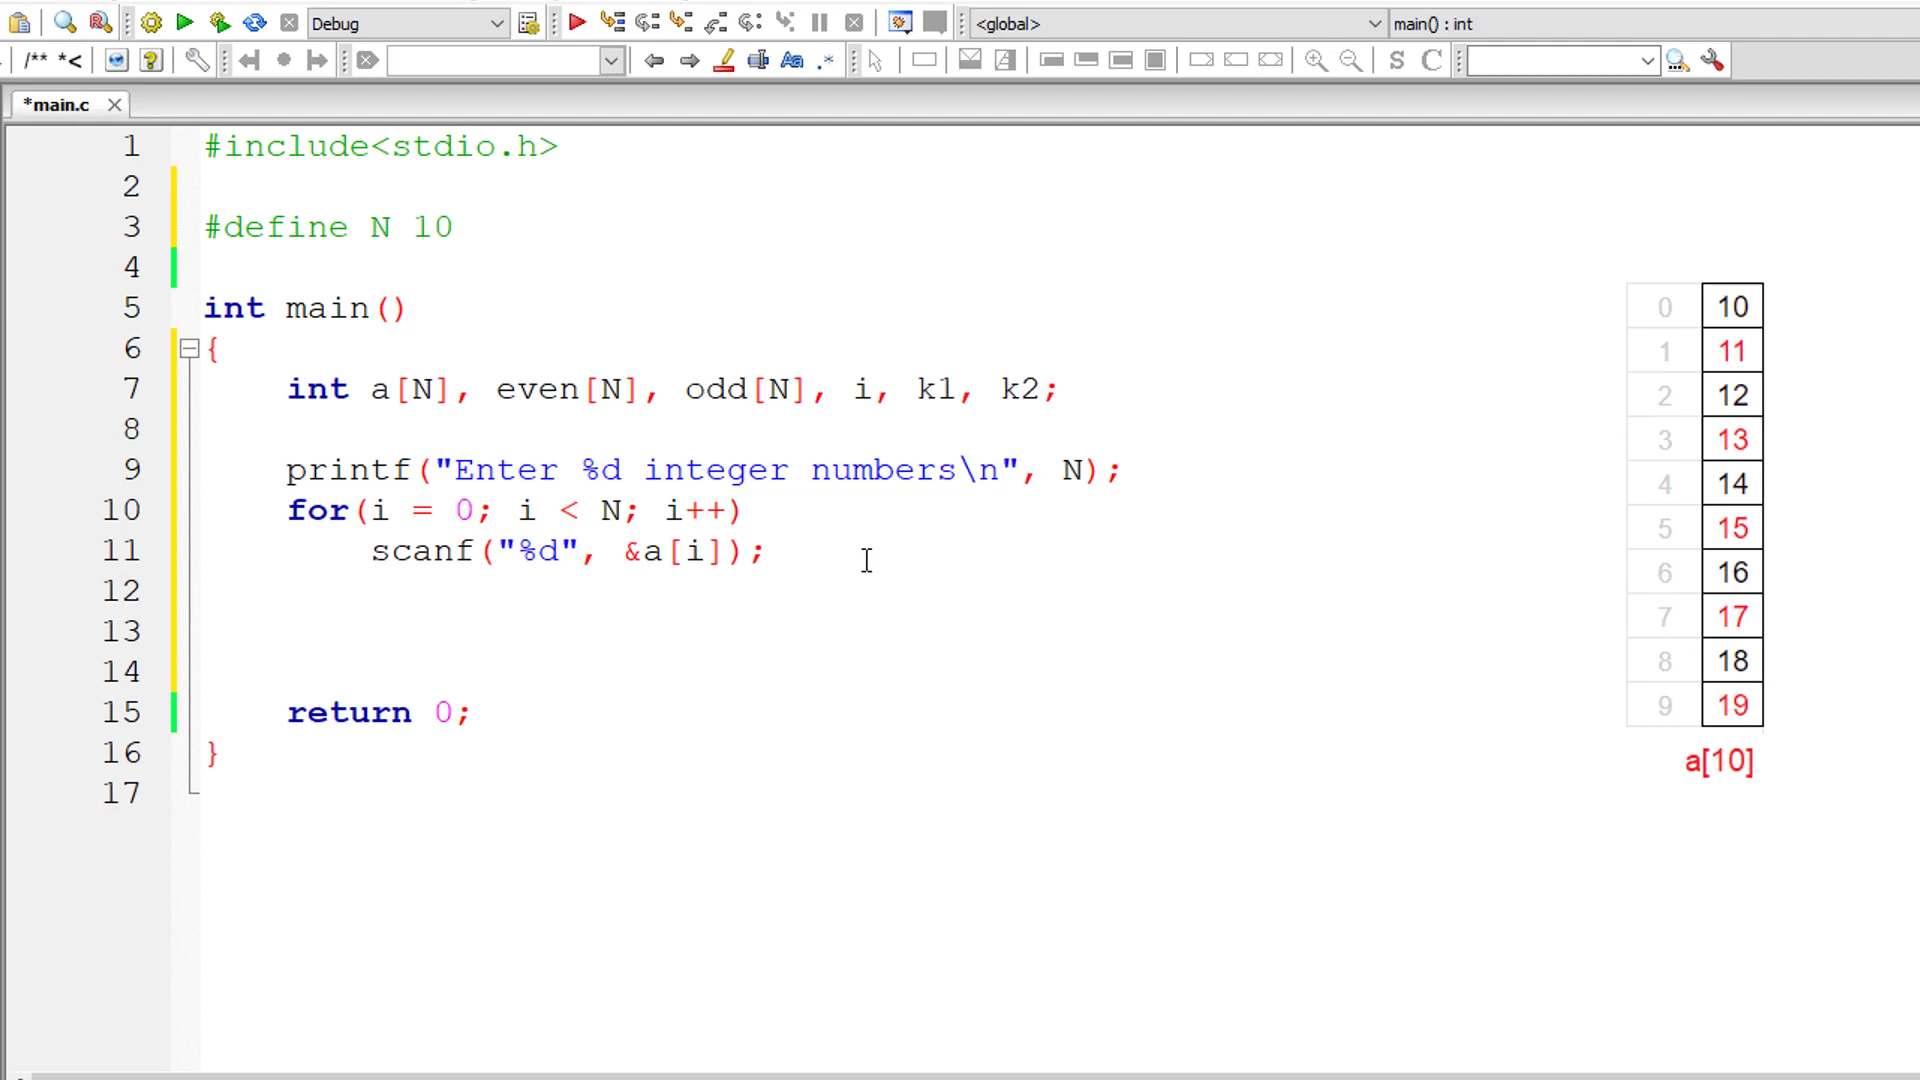 Debug
<global>
main() : int
/** *<
Aa
.*
S
C
*main.c
1 #include<stdio.h>
2
3 #define N 10
4
5 int main()
6 {
7 int a[N], even[N], odd[N], i, k1, k2;
8
9 printf("Enter %d integer numbers\n", N);
10 for(i = 0; i < N; i++)
11 scanf("%d", &a[i]);
12
13
14
15 return 0;
16 }
17
0 10
1 11
2 12
3 13
4 14
5 15
6 16
7 17
8 18
9 19
a[10]